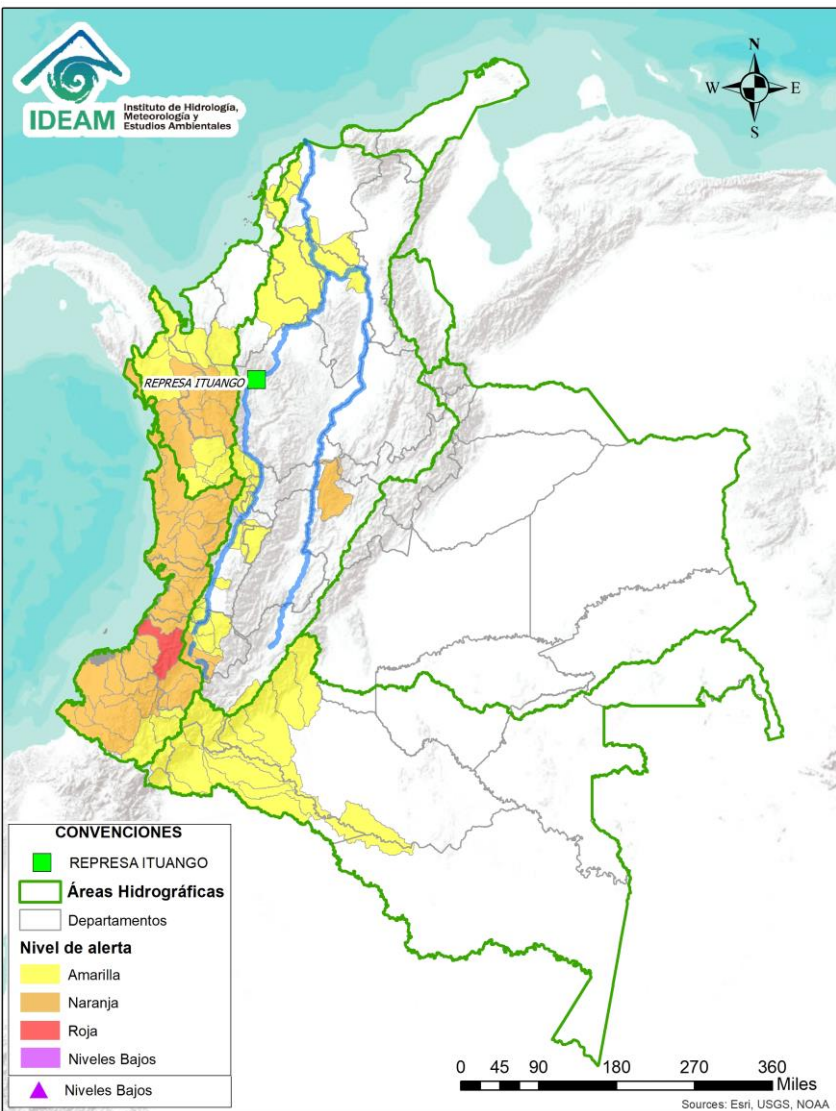 IDEAM
Instituto de Hidrología,
Meteorología y
Estudios Ambientales
N
W
E
S
REPRESA ITUANGO
CONVENCIONES
REPRESA ITUANGO
Áreas Hidrográficas
Departamentos
Nivel de alerta
Amarilla
Naranja
Roja
Niveles Bajos
Niveles Bajos
0 45 90 180 270 360
Miles
Sources: Esri, USGS, NOAA